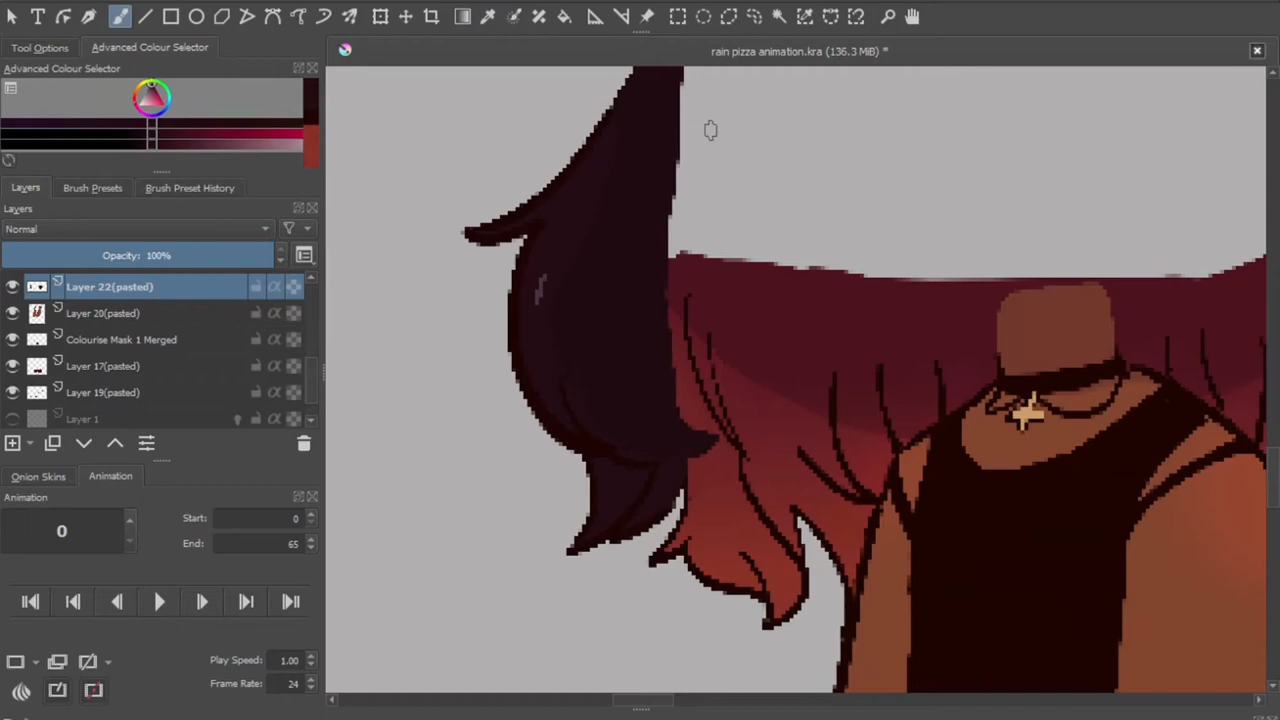 Tool Options Advanced Colour Selector
rain pizza animation.kra (136.3 MiB) *
Advanced Colour Selector
Layers Brush Presets Brush Preset History
Layers
Normal
Opacity: 100%
Layer 22(pasted)
Layer 20(pasted)
Colourise Mask 1 Merged
Layer 17(pasted)
Layer 19(pasted)
Layer 1
Onion Skins Animation
Animation
0
Start: 0
End: 65
Play Speed: 1.00
Frame Rate: 24